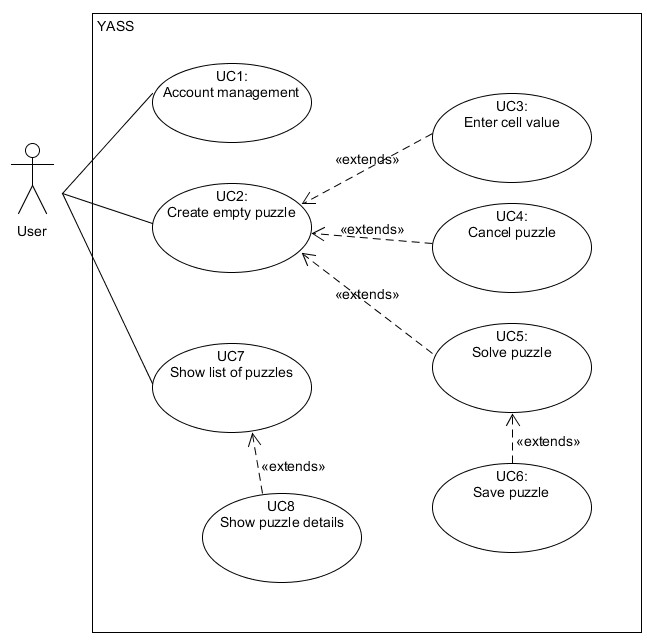 YASS
UC1:
Account management
UC3:
Enter cell value
«extends»
UC2:
Create empty puzzle
UC4:
Cancel puzzle
«extends»
User
«extends»
UC5:
Solve puzzle
UC7
Show list of puzzles
«extends»
«extends»
UC6:
Save puzzle
UC8
Show puzzle details